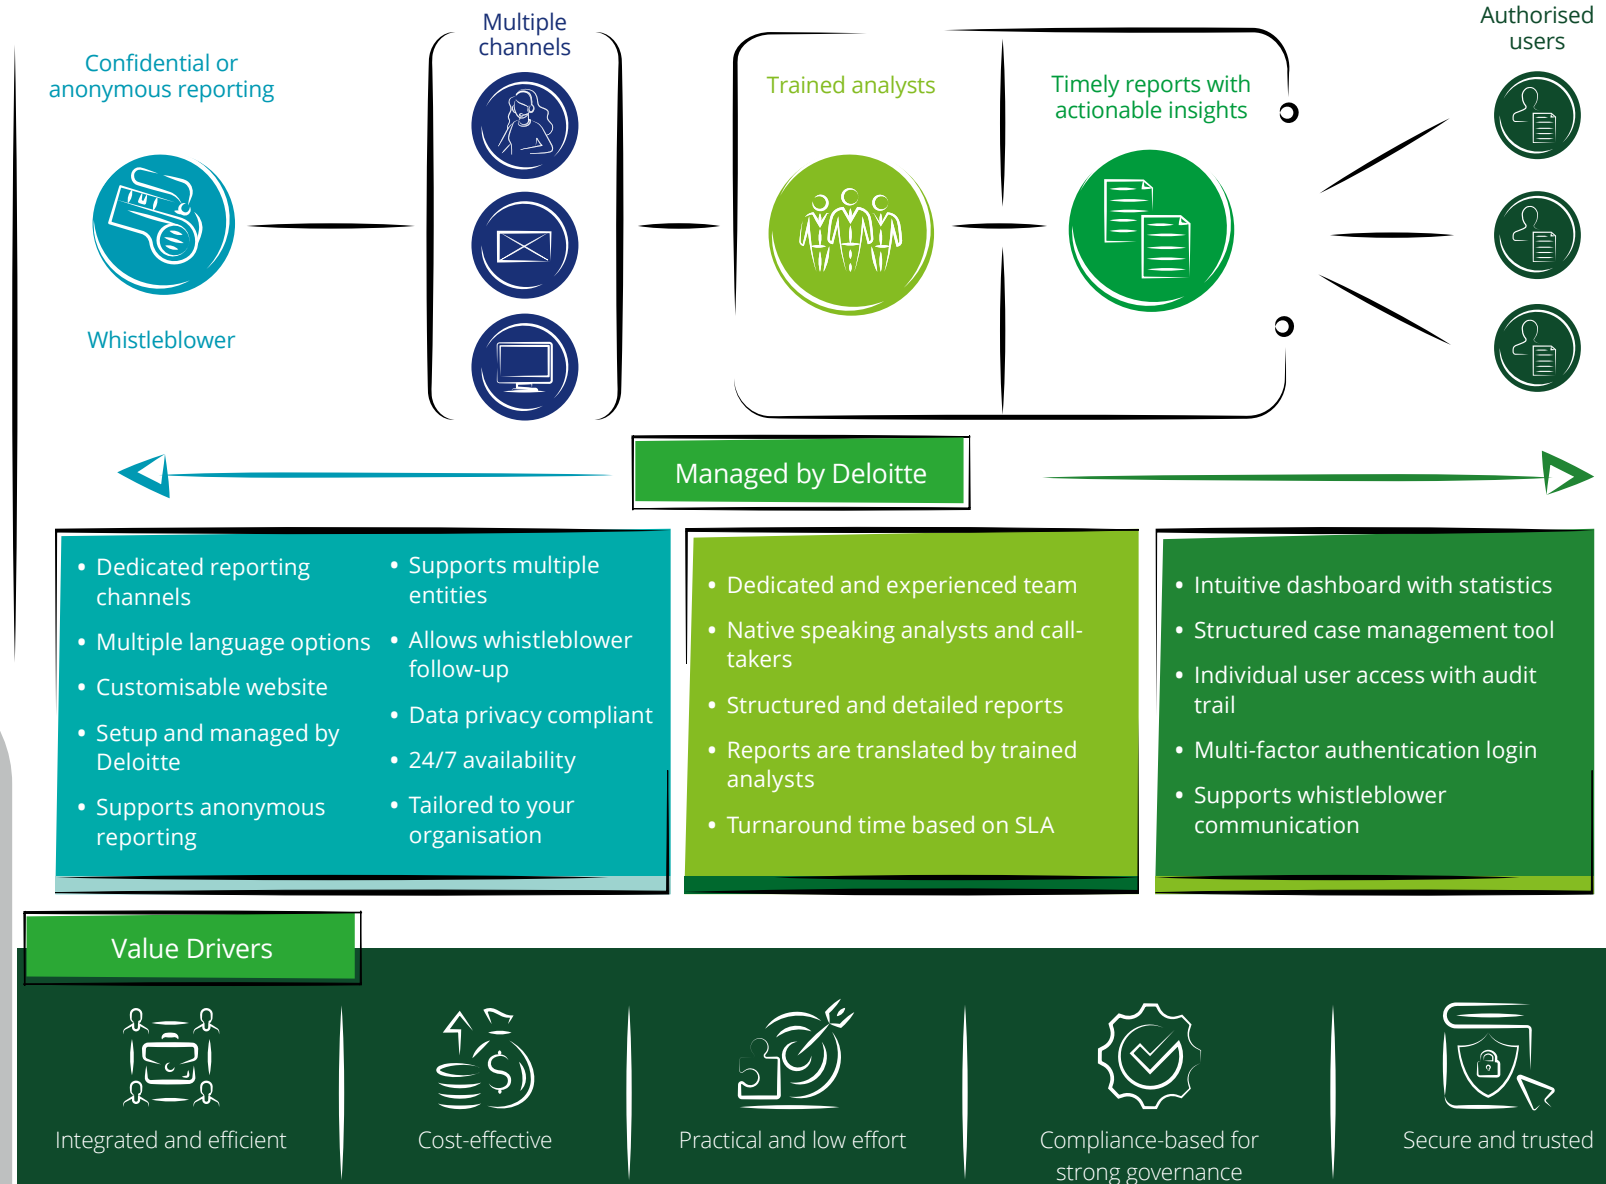 Confidential or
anonymous reporting
Whistleblower
Multiple
channels
Trained analysts
Timely reports with
actionable insights
Authorised
users
Managed by Deloitte
• Dedicated reporting
channels
• Multiple language options
• Customisable website
• Setup and managed by
Deloitte
• Supports anonymous
reporting
• Supports multiple
entities
• Allows whistleblower
follow-up
• Data privacy compliant
• 24/7 availability
• Tailored to your
organisation
• Dedicated and experienced team
• Native speaking analysts and call-
takers
• Structured and detailed reports
• Reports are translated by trained
analysts
• Turnaround time based on SLA
• Intuitive dashboard with statistics
• Structured case management tool
• Individual user access with audit
trail
• Multi-factor authentication login
• Supports whistleblower
communication
Value Drivers
$
Integrated and efficient
Cost-effective
Practical and low effort
Compliance-based for
strong governance
Secure and trusted